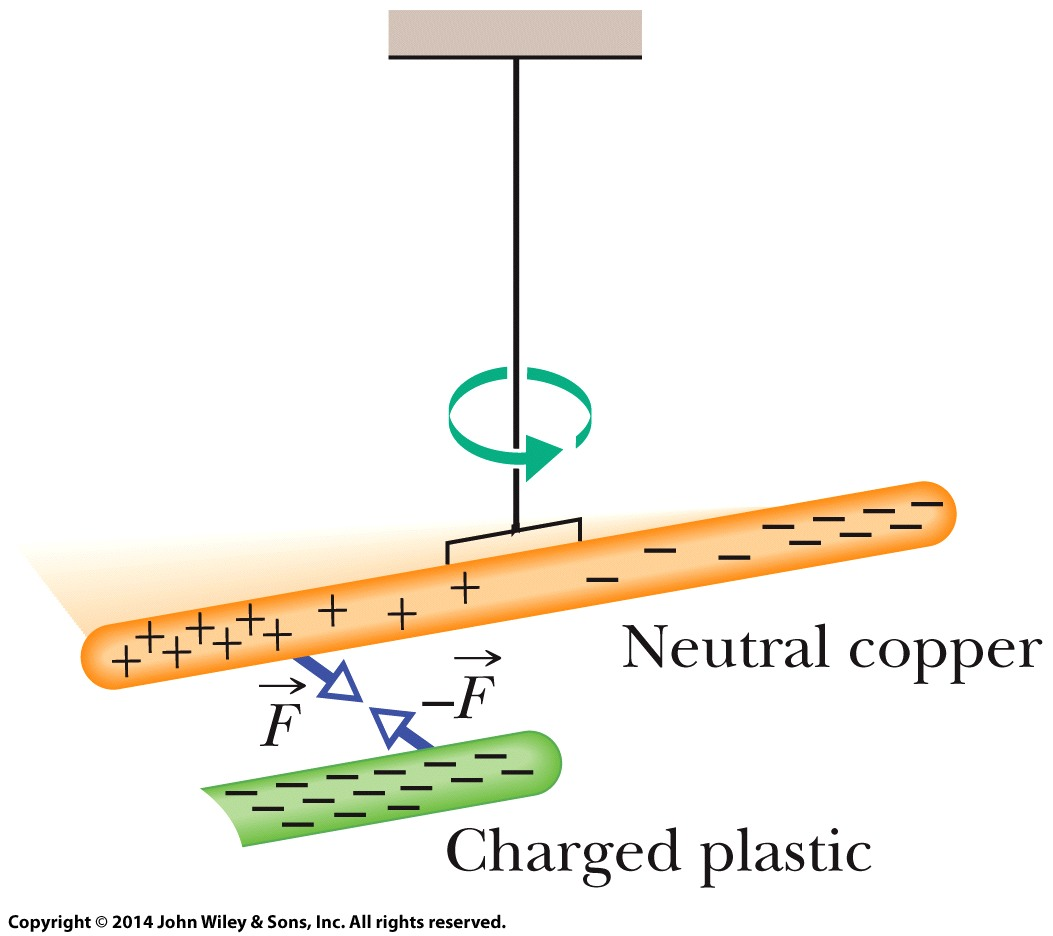 Neutral copper
F
–F
Charged plastic
Copyright © 2014 John Wiley & Sons, Inc. All rights reserved.